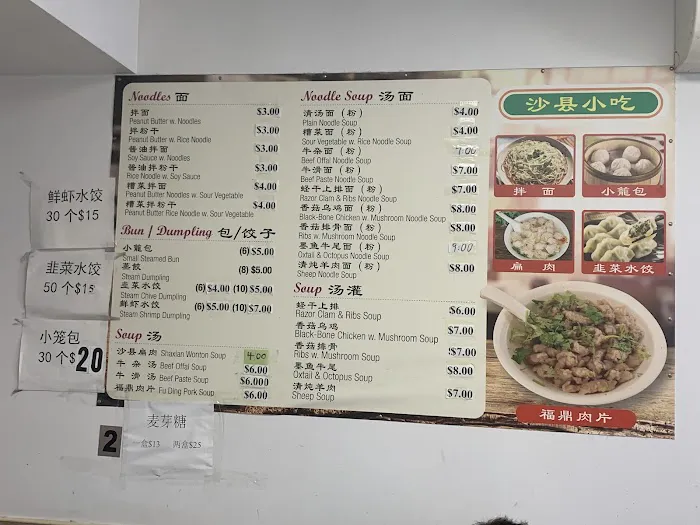 鲜虾水饺
30 个$15
韭菜水饺
50 个$15
小笼包
30 个$20
Noodles 面
拌面 $3.00
Peanut Butter w. Noodles
拌粉干 $3.00
Peanut Butter w. Rice Noodle
酱油拌面 $3.00
Soy Sauce w. Noodles
酱油拌粉干 $3.00
Rice Noodle w. Soy Sauce
糟菜拌面 $4.00
Peanut Butter Noodles w. Sour Vegetable
糟菜拌粉干 $4.00
Peanut Butter Rice Noodle w. Sour Vegetable
Bun / Dumpling 包/饺子
小龍包 (6) $5.00
Small Steamed Bun
蒸餃 (8) $5.00
Steam Dumpling
韭菜水饺 (6) $4.00 (10) $5.00
Steam Chive Dumpling
鲜虾水饺 (6) $5.00 (10) $7.00
Steam Shrimp Dumpling
Soup 汤
沙县扁肉 Shaxian Wonton Soup 4.00
牛杂汤 Beef Offal Soup $6.00
牛滑汤 Beef Paste Soup $6.000
福鼎肉片 Fu Ding Pork Soup $6.00
Noodle Soup 汤面
清汤面（粉） $4.00
Plain Noodle Soup
糟菜面（粉） $4.00
Sour Vegetable w. Rice Noodle Soup
牛杂面（粉） 9.00
Beef Offal Noodle Soup
牛滑面（粉） $7.00
Beef Paste Noodle Soup
蛏干上排面（粉） $7.00
Razor Clam & Ribs Noodle Soup
香菇乌鸡面（粉） $8.00
Black-Bone Chicken w. Mushroom Noodle Soup
香菇排骨面（粉） $8.00
Ribs w. Mushroom Noodle Soup
墨鱼牛尾面（粉） 9.00
Oxtail & Octopus Noodle Soup
清炖羊肉面（粉） $8.00
Sheep Noodle Soup
Soup 汤灌
蛏干上排 $6.00
Razor Clam & Ribs Soup
香菇乌鸡 $7.00
Black-Bone Chicken w. Mushroom Soup
香菇排骨 $7.00
Ribs w. Mushroom Soup
墨鱼牛尾 $8.00
Oxtail & Octopus Soup
清炖羊肉 $7.00
Sheep Soup
沙县小吃
拌 面
小龍包
扁 肉
韭菜水饺
福鼎肉片
2
麦芽糖
一盒$13 两盒$25